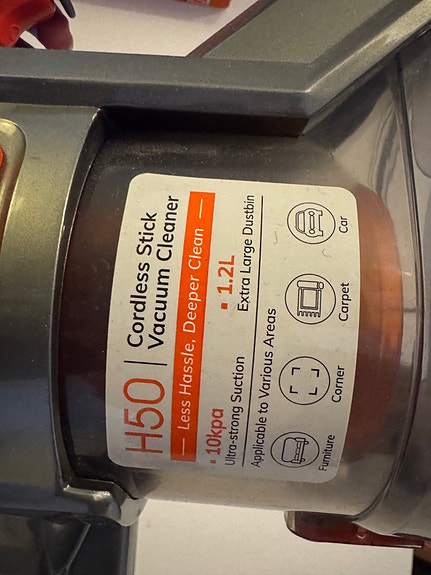 H50
Cordless Stick
Vacuum Cleaner
Less Hassle, Deeper Clean
10kpa
Ultra-strong Suction
1.2L
Extra Large Dustbin
Applicable to Various Areas
Furniture
Corner
Carpet
Car